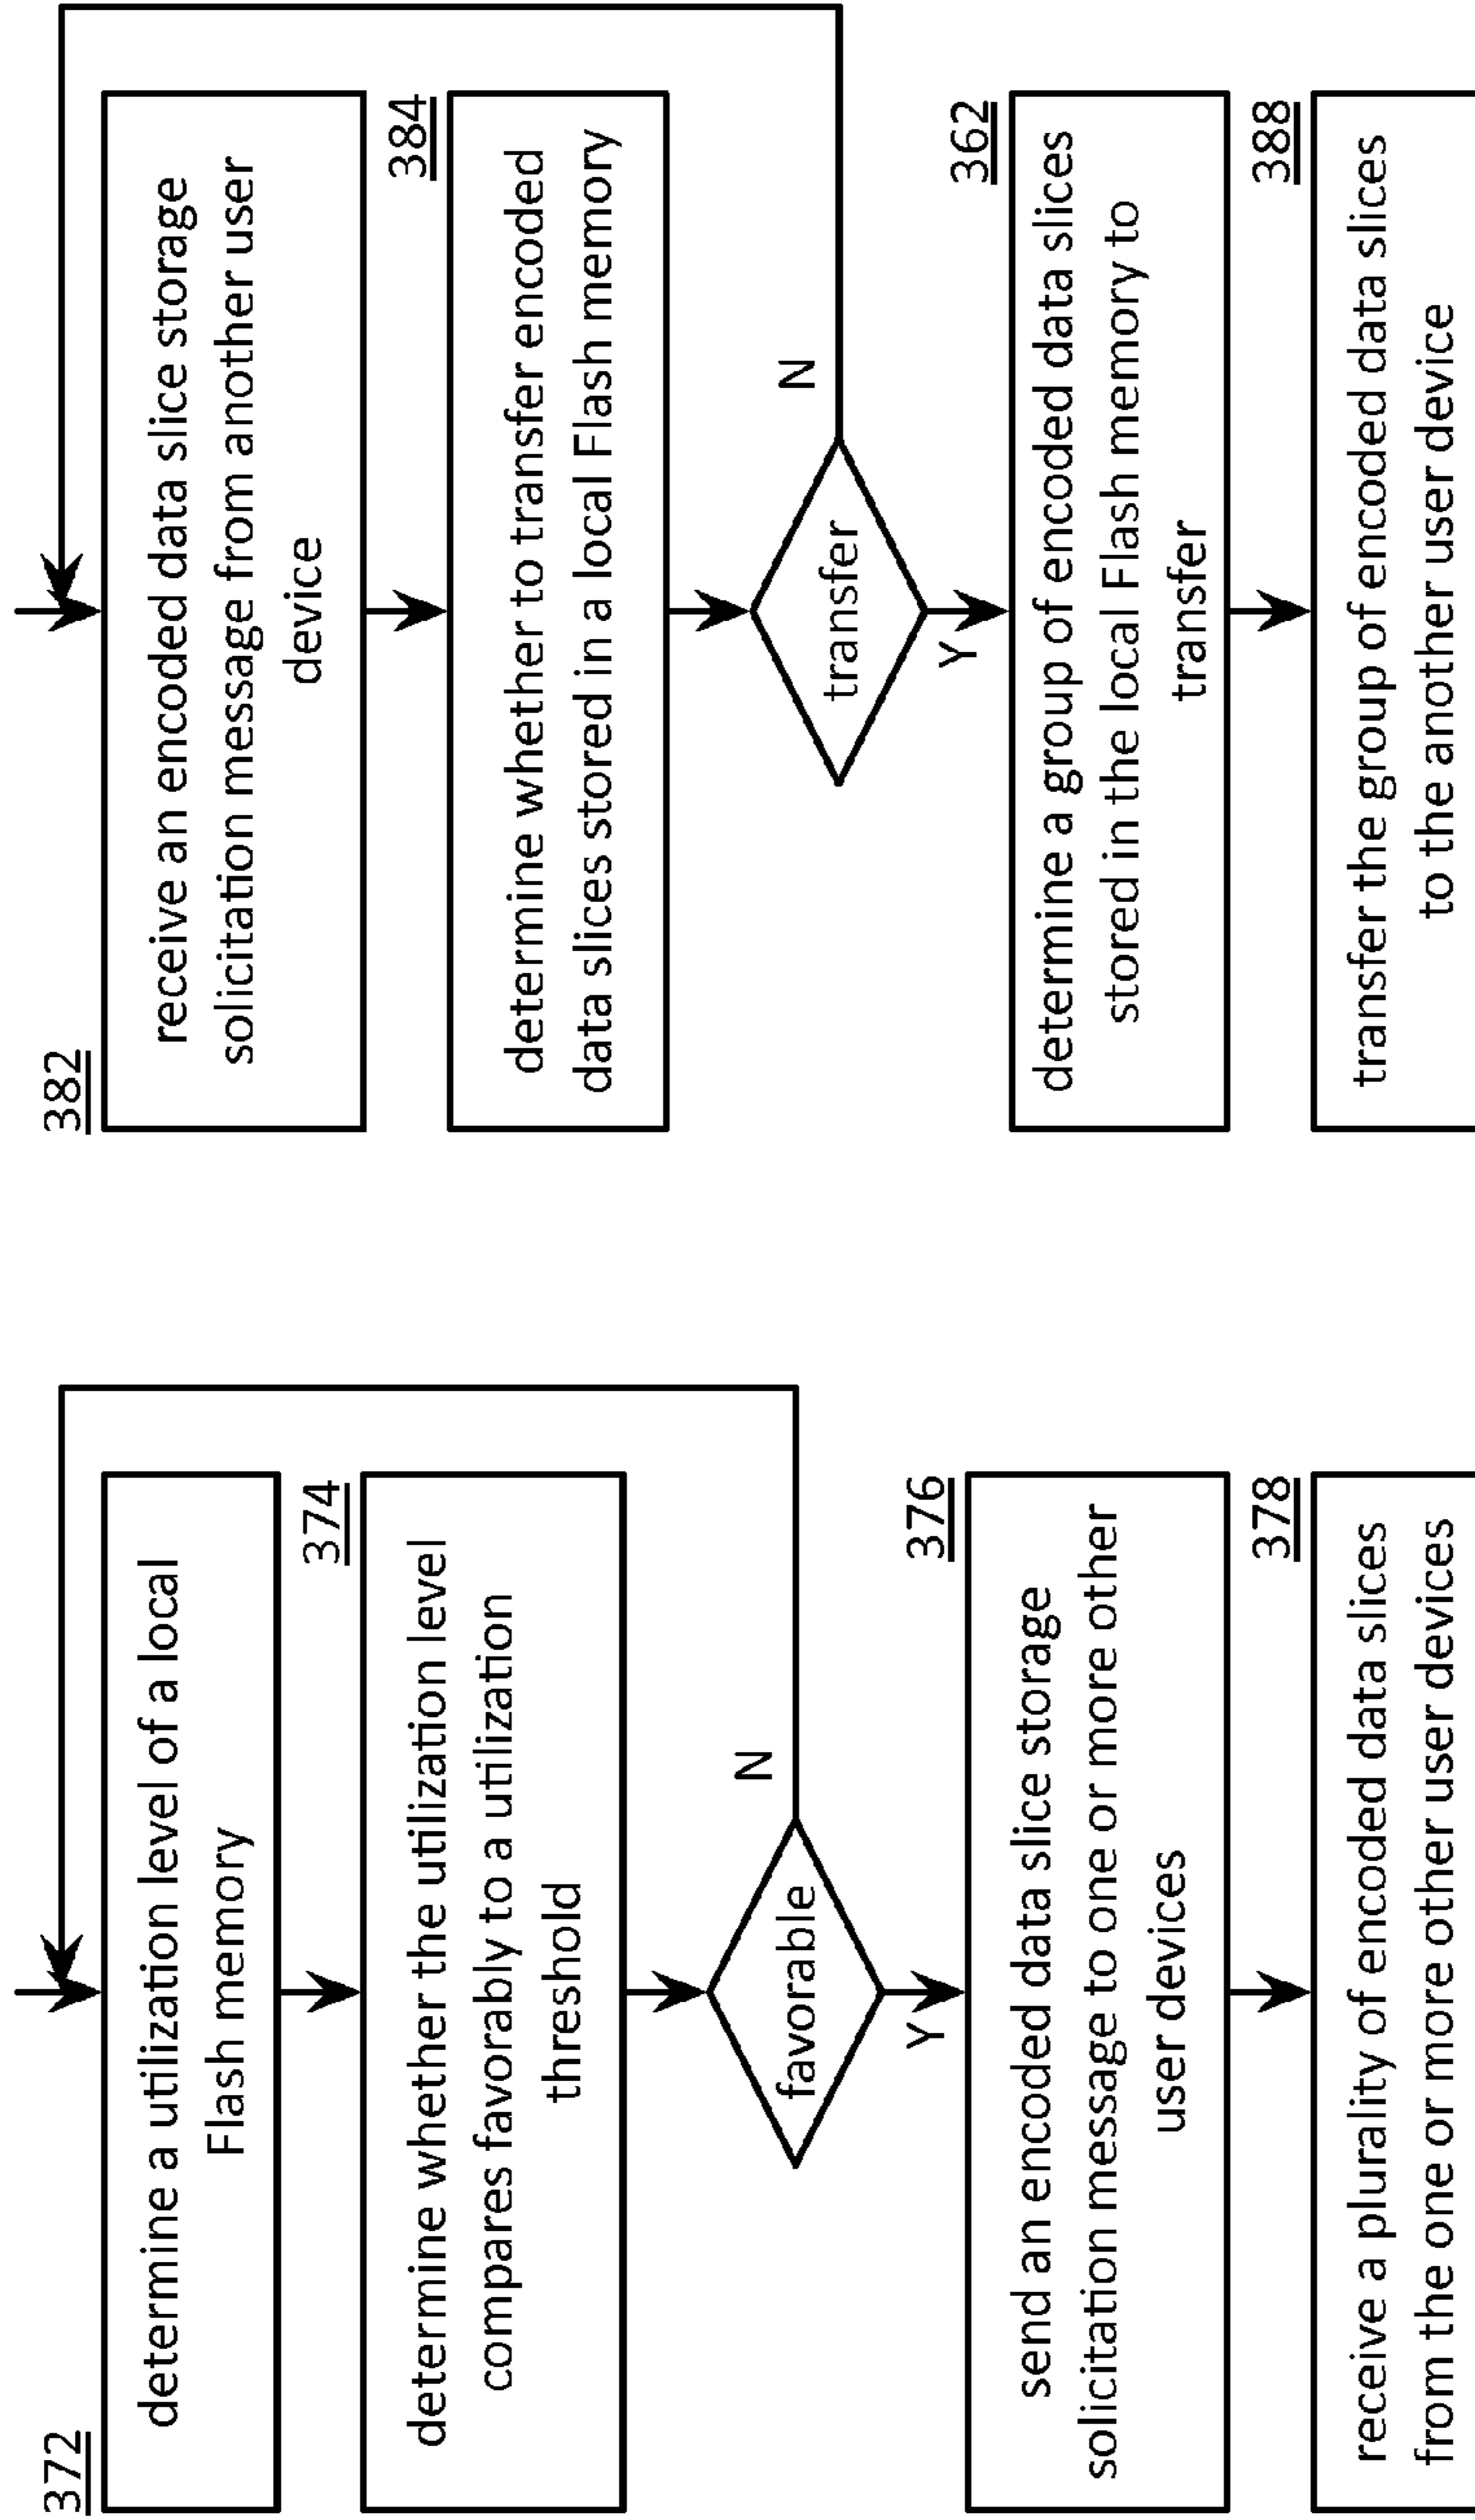 372
determine a utilization level of a local
Flash memory
374
determine whether the utilization level
compares favorably to a utilization
threshold
favorable
N
Y
376
send an encoded data slice storage
solicitation message to one or more other
user devices
378
receive a plurality of encoded data slices
from the one or more other user devices
382
receive an encoded data slice storage
solicitation message from another user
device
384
determine whether to transfer encoded
data slices stored in a local Flash memory
transfer
N
Y
362
determine a group of encoded data slices
stored in the local Flash memory to
transfer
388
transfer the group of encoded data slices
to the another user device